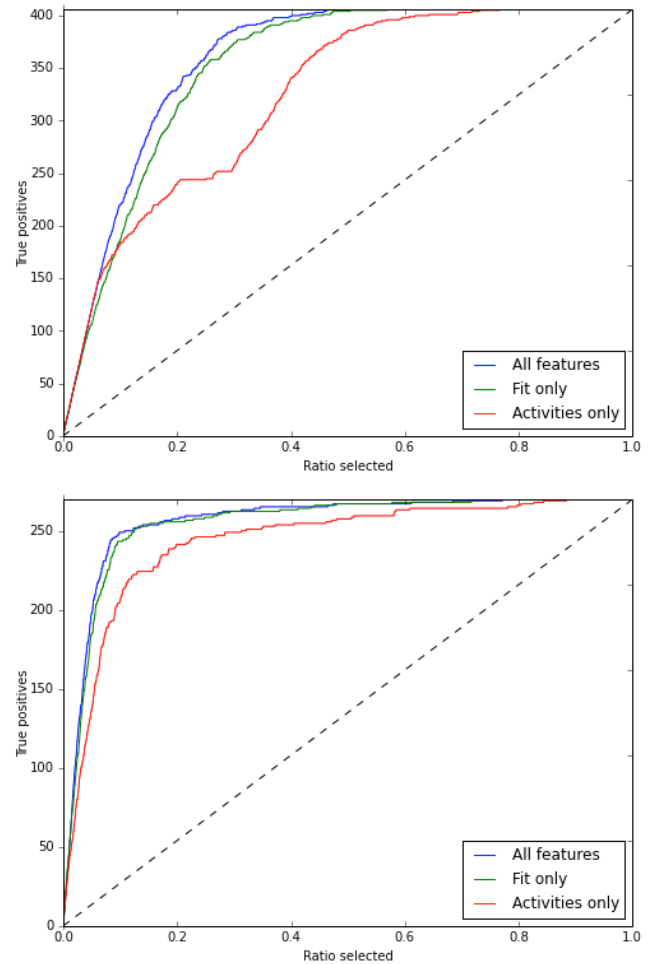 400
350
300
250
200
150
100
50
0
True positives
0.0 0.2 0.4 0.6 0.8 1.0
Ratio selected
All features
Fit only
Activities only
250
200
150
100
50
0
True positives
0.0 0.2 0.4 0.6 0.8 1.0
Ratio selected
All features
Fit only
Activities only